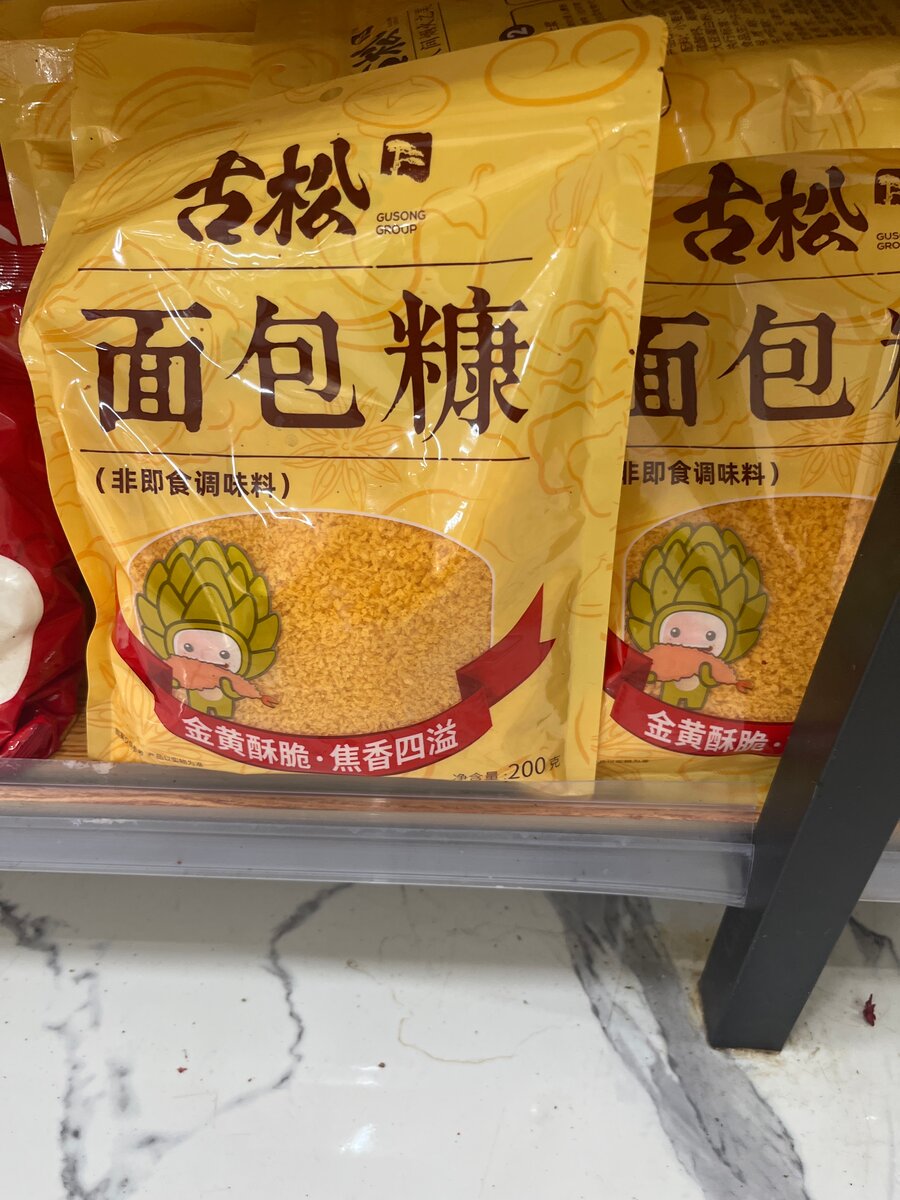 古松
GUSONG
GROUP
面包糠
(非即食调味料)
金黄酥脆·焦香四溢
净含量:200克
古松
GUS
GRO
面包
非即食调味料)
金黄酥脆·